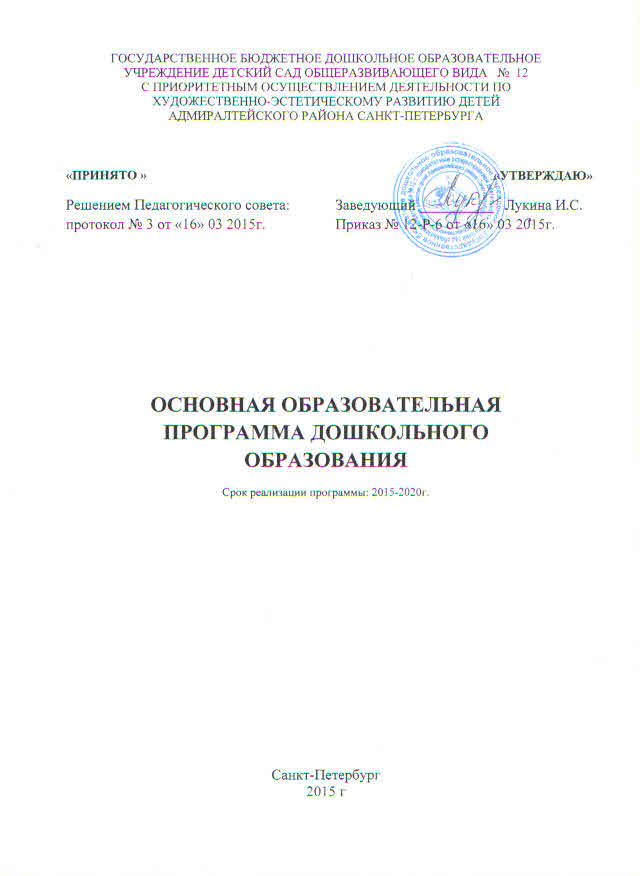 ГОСУДАРСТВЕННОЕ БЮДЖЕТНОЕ ДОШКОЛЬНОЕ ОБРАЗОВАТЕЛЬНОЕ
УЧРЕЖДЕНИЕ ДЕТСКИЙ САД ОБЩЕРАЗВИВАЮЩЕГО ВИДА № 12
С ПРИОРИТЕТНЫМ ОСУЩЕСТВЛЕНИЕМ ДЕЯТЕЛЬНОСТИ ПО
ХУДОЖЕСТВЕННО-ЭСТЕТИЧЕСКОМУ РАЗВИТИЮ ДЕТЕЙ
АДМИРАЛТЕЙСКОГО РАЙОНА САНКТ-ПЕТЕРБУРГА
«ПРИНЯТО » «УТВЕРЖДАЮ»
Решением Педагогического совета: Заведующий Лукина И.С.
протокол № 3 от «16» 03 2015г. Приказ № 12-Р-6 от «16» 03 2015г.
ОСНОВНАЯ ОБРАЗОВАТЕЛЬНАЯ
ПРОГРАММА ДОШКОЛЬНОГО
ОБРАЗОВАНИЯ
Срок реализации программы: 2015-2020г.
Санкт-Петербург
2015 г